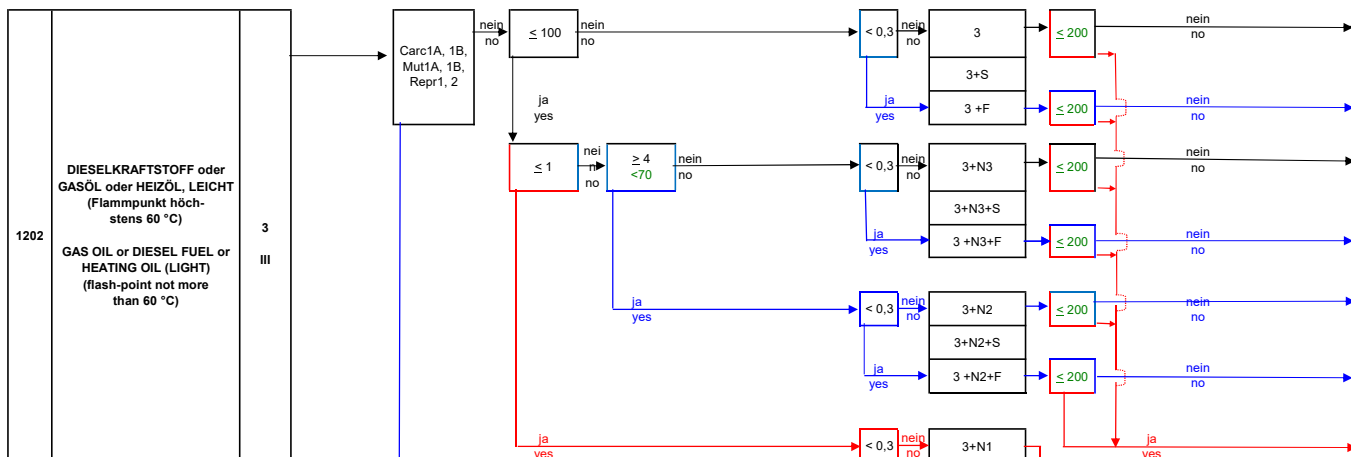 1202
DIESELKRAFTSTOFF oder
GASÖL oder HEIZÖL, LEICHT
(Flammpunkt höch-
stens 60 °C)
GAS OIL or DIESEL FUEL or
HEATING OIL (LIGHT)
(flash-point not more
than 60 °C)
3
III
Carc1A, 1B,
Mut1A, 1B,
Repr1, 2
nein
no
≤ 100
nein
no
< 0,3
nein
no
3
≤ 200
nein
no
3+S
ja
yes
3 +F
≤ 200
nein
no
ja
yes
≤ 1
nei
n
no
≥ 4
<70
nein
no
< 0,3
nein
no
3+N3
≤ 200
nein
no
3+N3+S
ja
yes
3 +N3+F
≤ 200
nein
no
ja
yes
< 0,3
nein
no
3+N2
≤ 200
nein
no
3+N2+S
ja
yes
3 +N2+F
≤ 200
nein
no
ja
yes
< 0,3
nein
no
3+N1
ja
yes